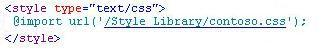 <style type="text/css">
@import url('/Style Library/contoso.css');
</style>